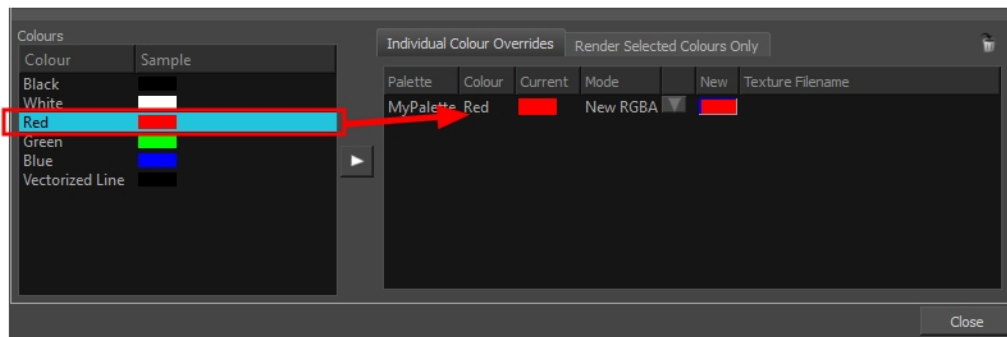 Colours
Colour Sample
Black
White
Red
Green
Blue
Vectorized Line
Individual Colour Overrides Render Selected Colours Only
Palette Colour Current Mode New Texture Filename
MyPalette Red New RGBA
Close